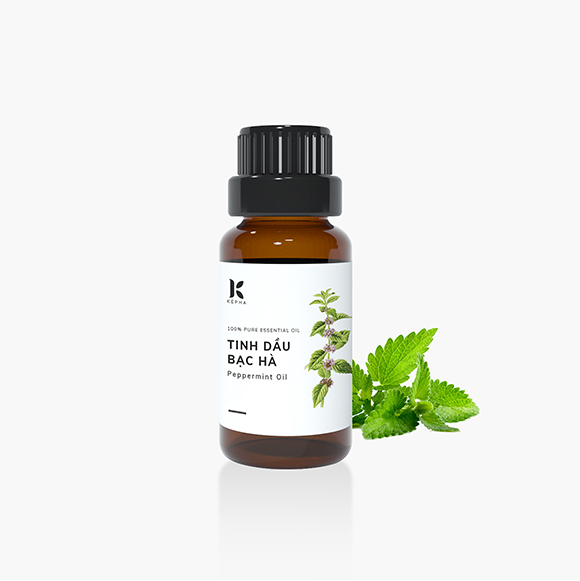 KEPHA
100% PURE ESSENTIAL OIL
TINH DẦU
BẠC HÀ
Peppermint Oil